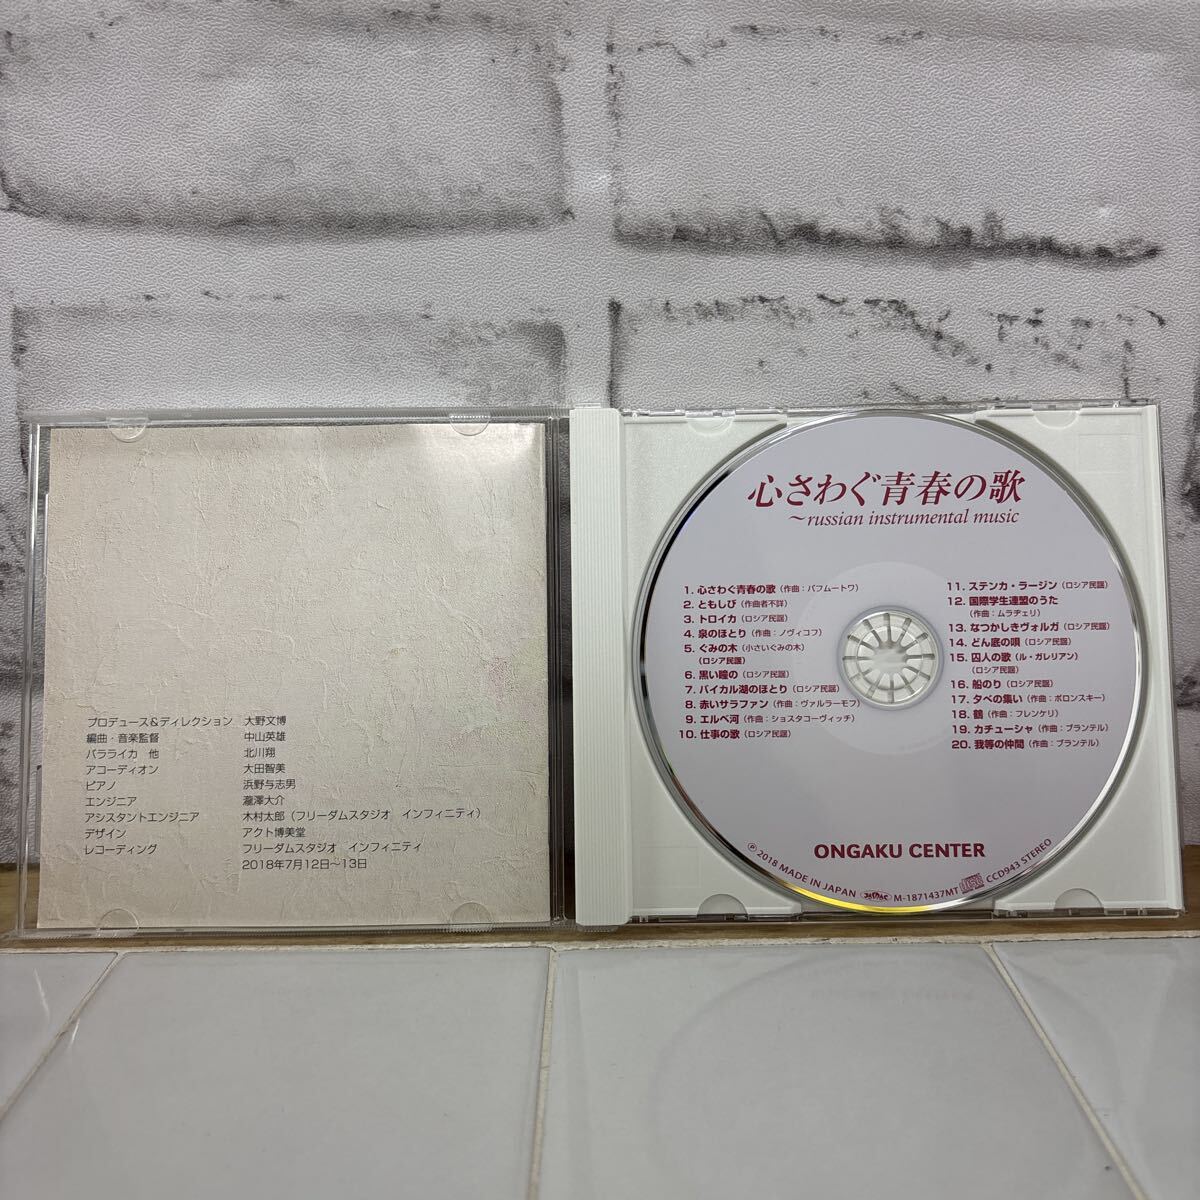 プロデュース&ディレクション 大野文博
編曲・音楽監督 中山英雄
バラライカ 他 北川翔
アコーディオン 大田智美
ピアノ 浜野与志男
エンジニア 瀧澤大介
アシスタントエンジニア 木村太郎(フリーダムスタジオ インフィニティ)
デザイン アクト博美堂
レコーディング フリーダムスタジオ インフィニティ
2018年7月12日〜13日
心さわぐ青春の歌
〜russian instrumental music
1. 心さわぐ青春の歌(作曲:パフムートワ)
2. ともしび(作曲者不詳)
3. トロイカ(ロシア民謡)
4. 泉のほとり(作曲:ノヴィコフ)
5. ぐみの木(小さいぐみの木)
(ロシア民謡)
6. 黒い瞳の(ロシア民謡)
7. バイカル湖のほとり(ロシア民謡)
8. 赤いサラファン(作曲:ヴァルラーモフ)
9. エルベ河(作曲:ショスタコーヴィッチ)
10. 仕事の歌(ロシア民謡)
11. ステンカ・ラージン(ロシア民謡)
12. 国際学生連盟のうた
(作曲:ムラヂェリ)
13. なつかしきヴォルガ(ロシア民謡)
14. どん底の唄(ロシア民謡)
15. 囚人の歌(ル・ガレリアン)
(ロシア民謡)
16. 船のり(ロシア民謡)
17. 夕べの集い(作曲:ボロンスキー)
18. 鶴(作曲:フレンケリ)
19. カチューシャ(作曲:ブランテル)
20. 我等の仲間(作曲:ブランテル)
ONGAKU CENTER
Ⓟ2018 MADE IN JAPAN JASRAC M-1871437MT CCD943 STEREO